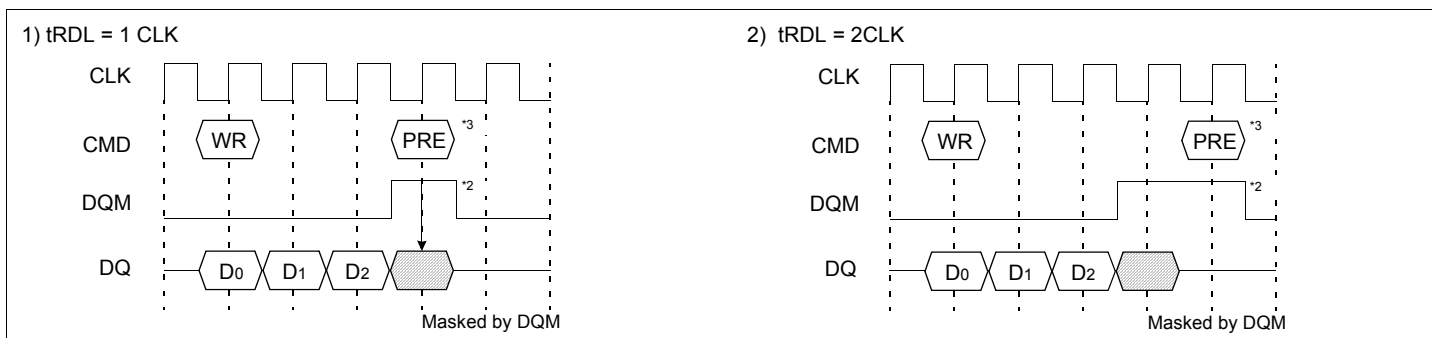 1) tRDL = 1 CLK
CLK
CMD
WR
PRE
*3
DQM
*2
DQ
D0
D1
D2
Masked by DQM
2) tRDL = 2CLK
CLK
CMD
WR
PRE
*3
DQM
*2
DQ
D0
D1
D2
Masked by DQM